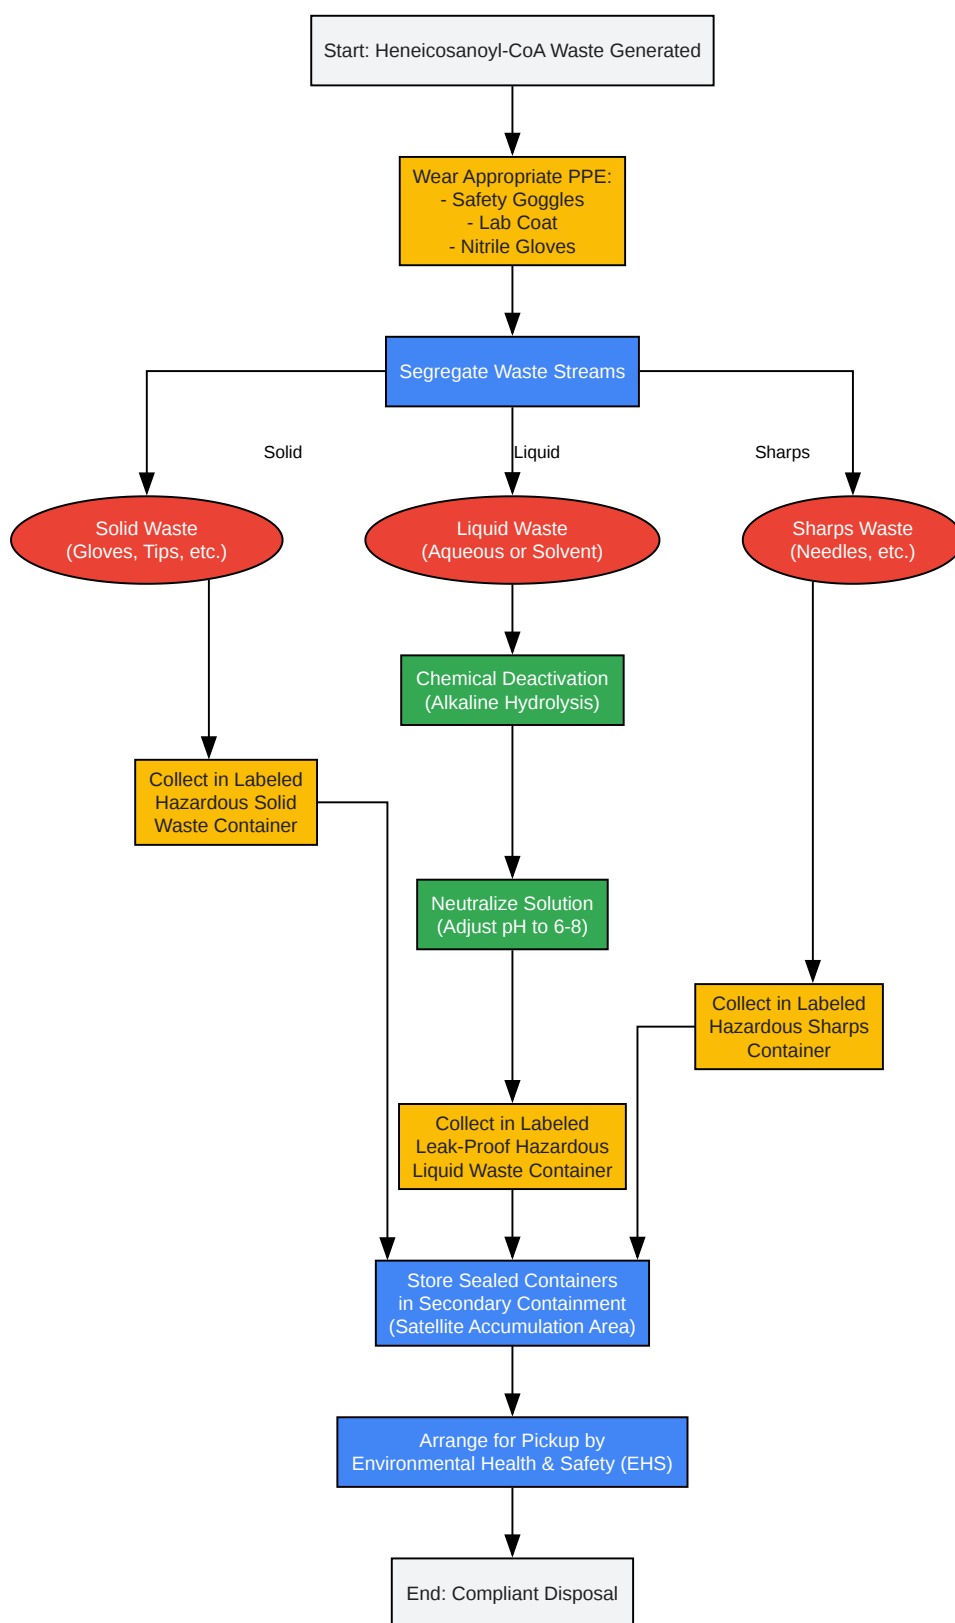 Start: Heneicosanoyl-CoA Waste Generated
Wear Appropriate PPE:
- Safety Goggles
- Lab Coat
- Nitrile Gloves
Segregate Waste Streams
Solid
Liquid
Sharps
Solid Waste
(Gloves, Tips, etc.)
Liquid Waste
(Aqueous or Solvent)
Sharps Waste
(Needles, etc.)
Chemical Deactivation
(Alkaline Hydrolysis)
Collect in Labeled
Hazardous Solid
Waste Container
Neutralize Solution
(Adjust pH to 6-8)
Collect in Labeled
Hazardous Sharps
Container
Collect in Labeled
Leak-Proof Hazardous
Liquid Waste Container
Store Sealed Containers
in Secondary Containment
(Satellite Accumulation Area)
Arrange for Pickup by
Environmental Health & Safety (EHS)
End: Compliant Disposal